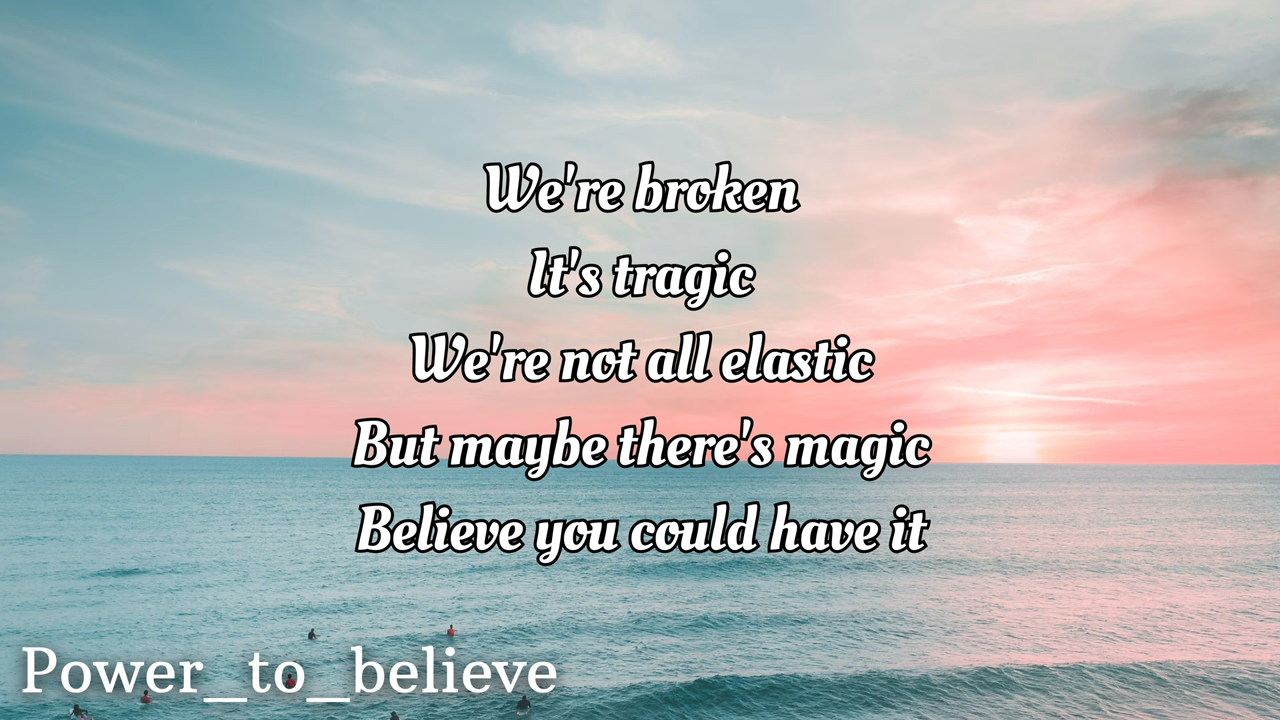 We're broken
It's tragic
We're not all elastic
But maybe there's magic
Believe you could have it
Power_to_believe